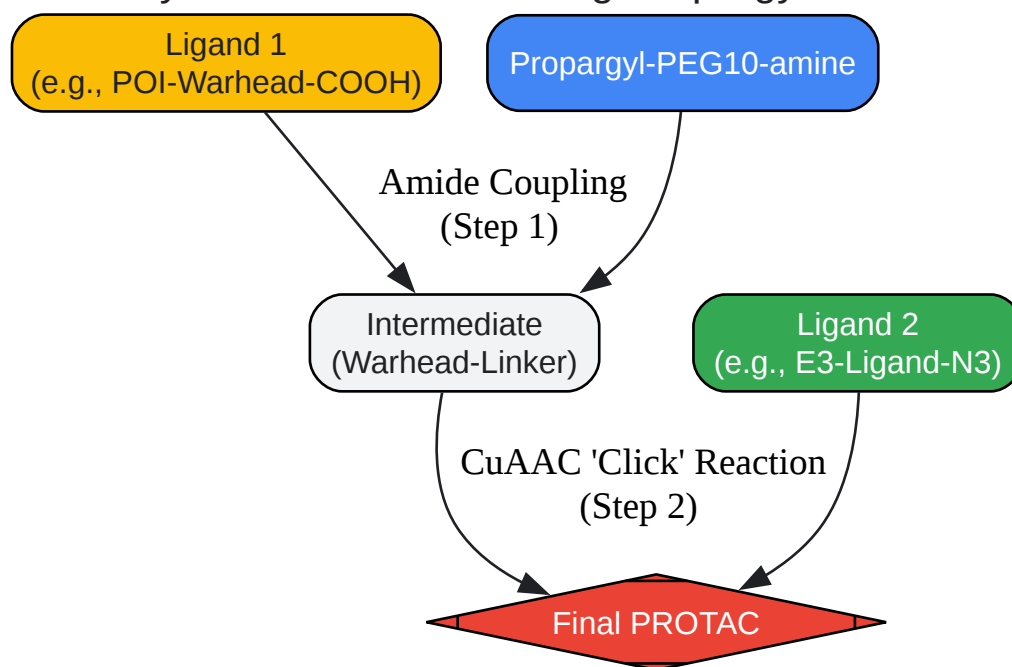 Ligand 1
(e.g., POI-Warhead-COOH)
Propargyl-PEG10-amine
Amide Coupling
(Step 1)
Intermediate
(Warhead-Linker)
Ligand 2
(e.g., E3-Ligand-N3)
CuAAC 'Click' Reaction
(Step 2)
Final PROTAC